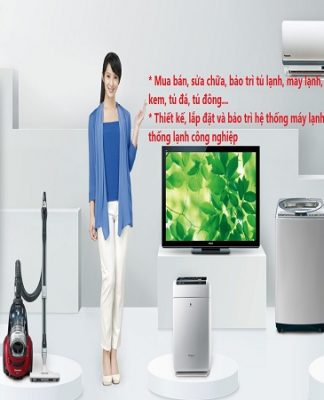 * Mua bán, sửa chữa, bảo trì tủ lạnh, máy lạnh,
kem, tủ đá, tủ đông...
* Thiết kế, lắp đặt và bảo trì hệ thống máy lạnh
thống lạnh công nghiệp